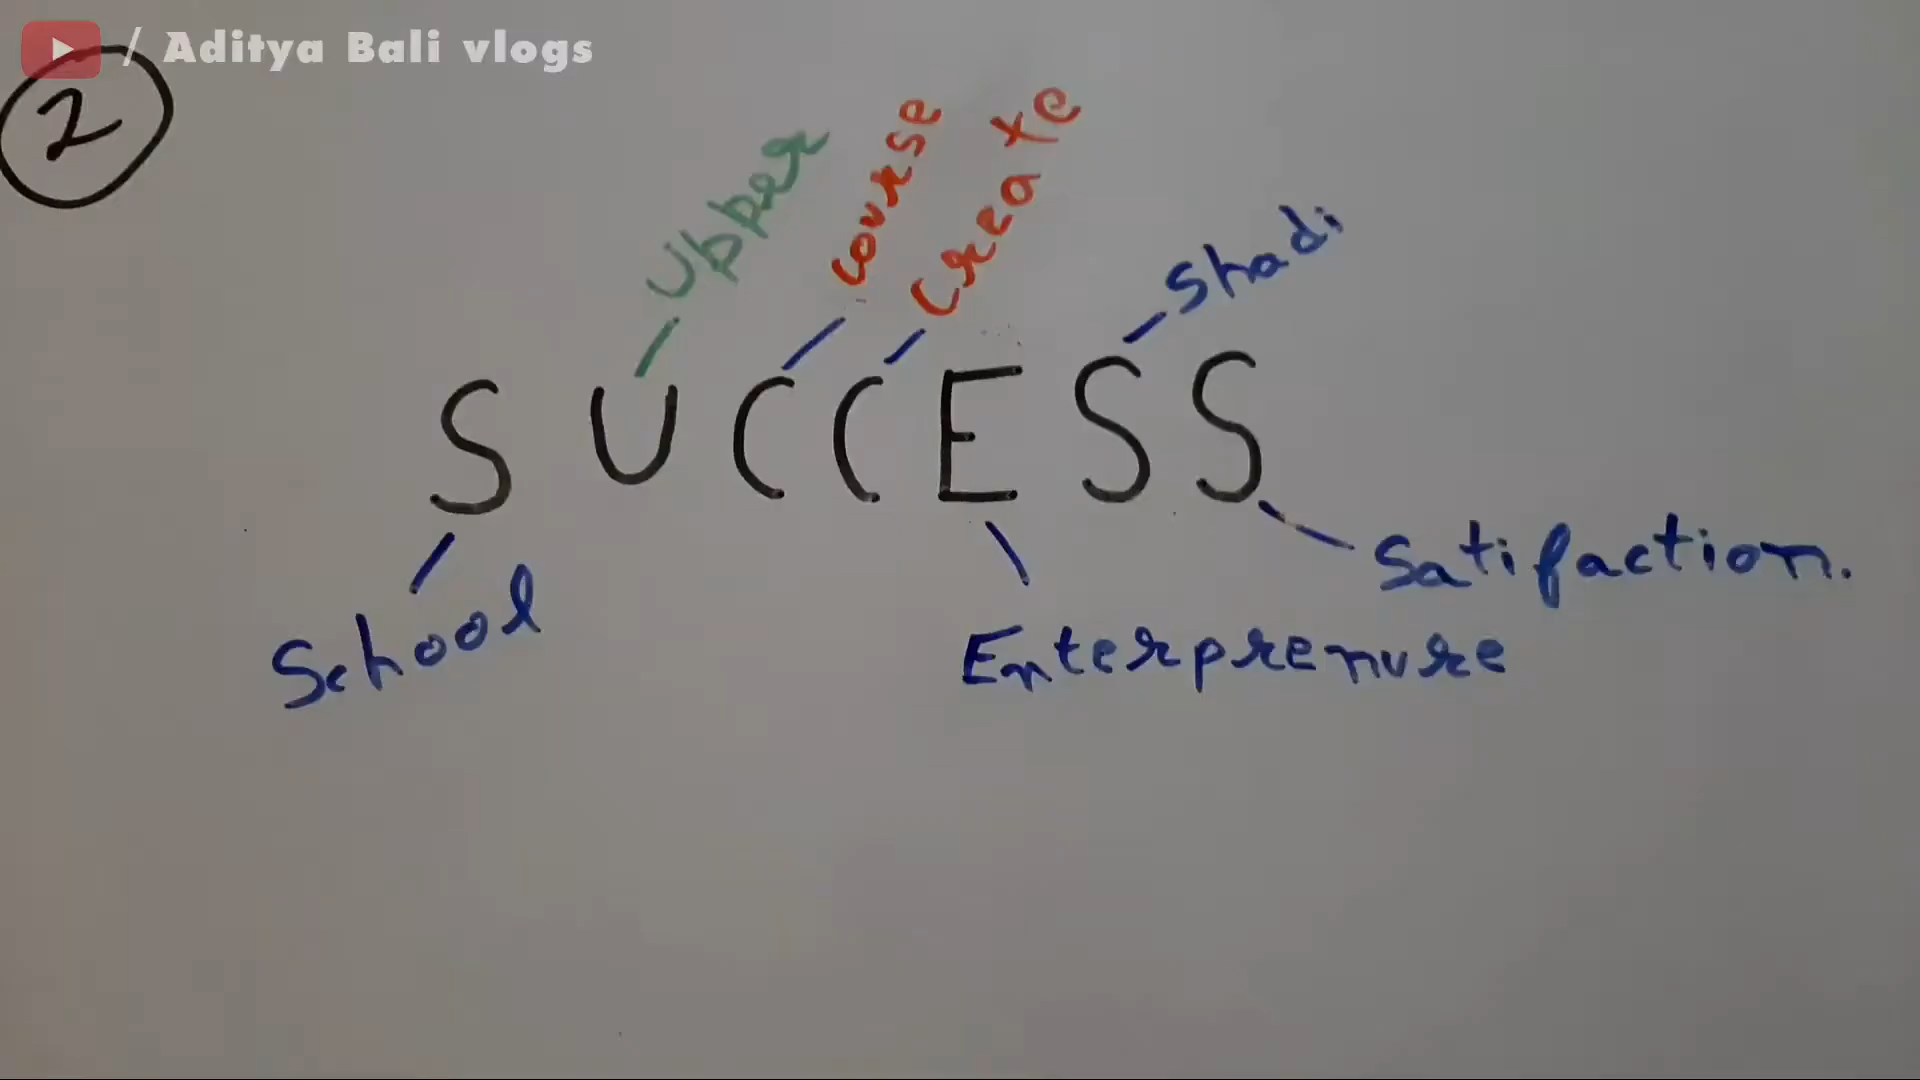 / Aditya Bali vlogs
2
Upper
course
Create
Shadi
SUCCESS
School
Satifaction.
Enterprenure